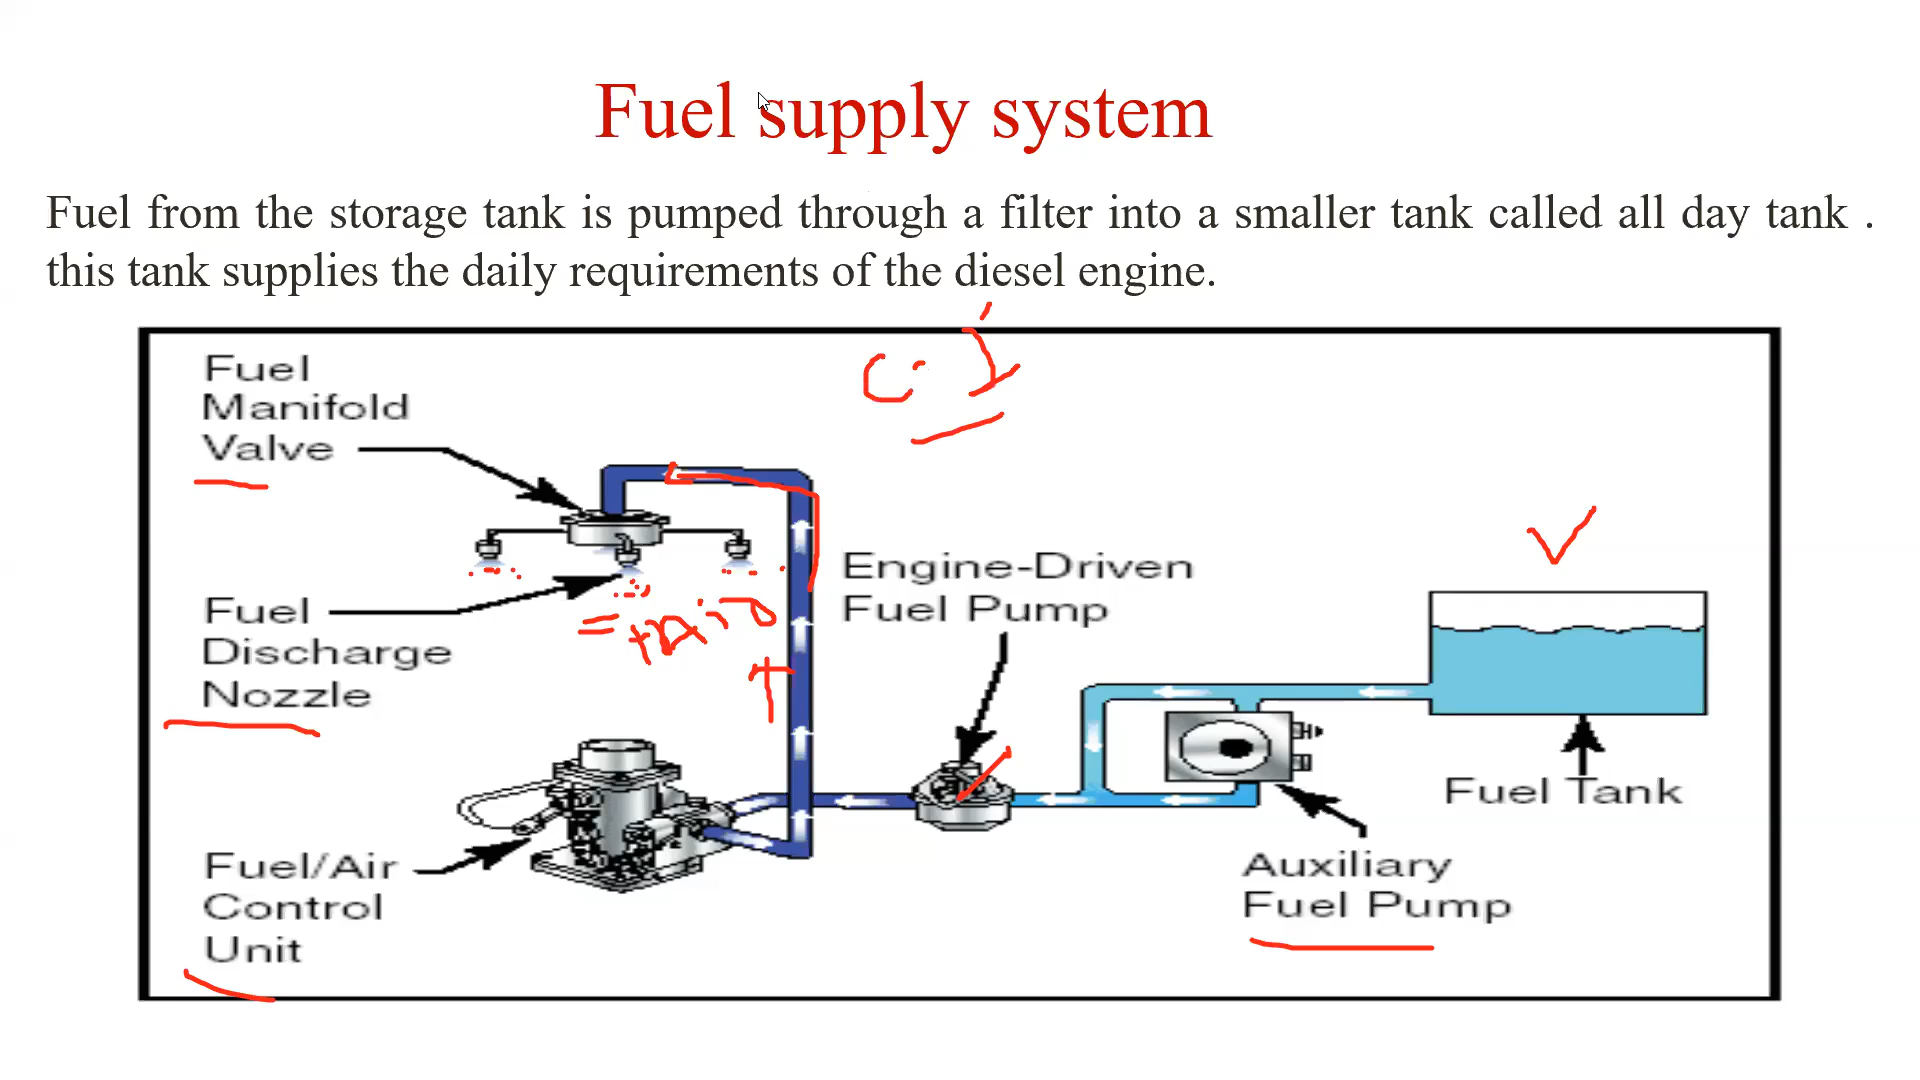 Fuel supply system
Fuel from the storage tank is pumped through a filter into a smaller tank called all day tank .
this tank supplies the daily requirements of the diesel engine.
Fuel
Manifold
Valve
Engine-Driven
Fuel Pump
Fuel
Discharge
Nozzle
Fuel Tank
Fuel/Air
Control
Unit
Auxiliary
Fuel Pump